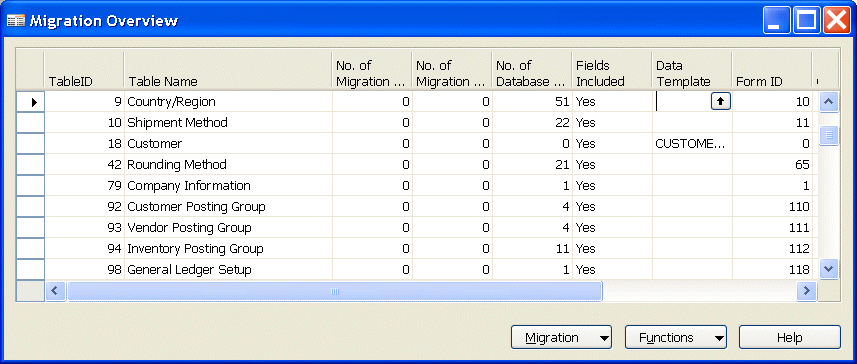 Migration Overview
No. of No. of No. of Fields Data
TableID Table Name Migration ... Migration ... Database ... Included Template Form ID
9 Country/Region 0 0 51 Yes 10
10 Shipment Method 0 0 22 Yes 11
18 Customer 0 0 0 Yes CUSTOME... 0
42 Rounding Method 0 0 21 Yes 65
79 Company Information 0 0 1 Yes 1
92 Customer Posting Group 0 0 4 Yes 110
93 Vendor Posting Group 0 0 4 Yes 111
94 Inventory Posting Group 0 0 11 Yes 112
98 General Ledger Setup 0 0 1 Yes 118
Migration Functions Help